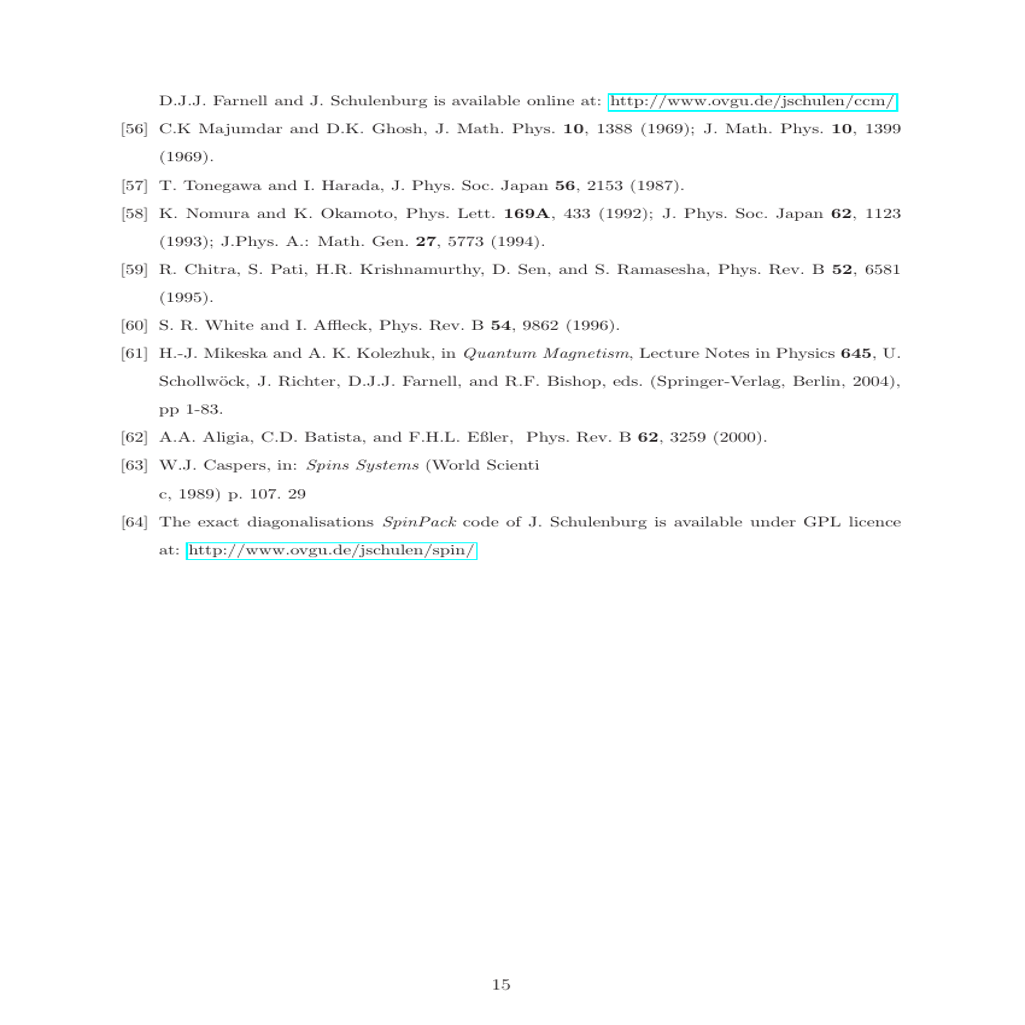 D.J.J. Farnell and J. Schulenburg is available online at: http://www.ovgu.de/jschulen/ccm/
[56] C.K Majumdar and D.K. Ghosh, J. Math. Phys. 10, 1388 (1969); J. Math. Phys. 10, 1399
(1969).
[57] T. Tonegawa and I. Harada, J. Phys. Soc. Japan 56, 2153 (1987).
[58] K. Nomura and K. Okamoto, Phys. Lett. 169A, 433 (1992); J. Phys. Soc. Japan 62, 1123
(1993); J.Phys. A.: Math. Gen. 27, 5773 (1994).
[59] R. Chitra, S. Pati, H.R. Krishnamurthy, D. Sen, and S. Ramasesha, Phys. Rev. B 52, 6581
(1995).
[60] S. R. White and I. Affleck, Phys. Rev. B 54, 9862 (1996).
[61] H.-J. Mikeska and A. K. Kolezhuk, in Quantum Magnetism, Lecture Notes in Physics 645, U.
Schollwöck, J. Richter, D.J.J. Farnell, and R.F. Bishop, eds. (Springer-Verlag, Berlin, 2004),
pp 1-83.
[62] A.A. Aligia, C.D. Batista, and F.H.L. Eßler, Phys. Rev. B 62, 3259 (2000).
[63] W.J. Caspers, in: Spins Systems (World Scienti
c, 1989) p. 107. 29
[64] The exact diagonalisations SpinPack code of J. Schulenburg is available under GPL licence
at: http://www.ovgu.de/jschulen/spin/
15